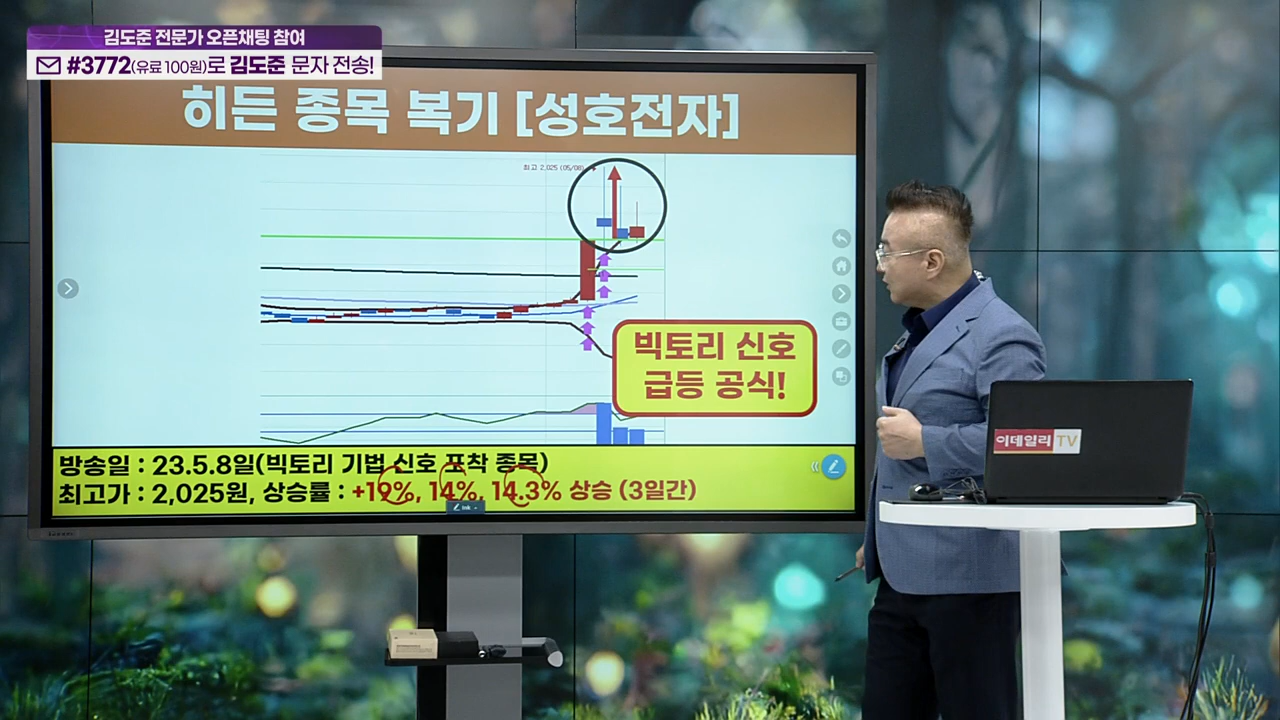 김도준 전문가 오픈채팅 참여
#3772(유료 100원)로 김도준 문자 전송!
히든 종목 복기 [성호전자]
최고 2,025 (05/08)
빅토리 신호
급등 공식!
방송일 : 23.5.8일(빅토리 기법 신호 포착 종목)
최고가 : 2,025원, 상승률 : +19%, 14%, 14.3% 상승 (3일간)
Ink
이데일리 TV